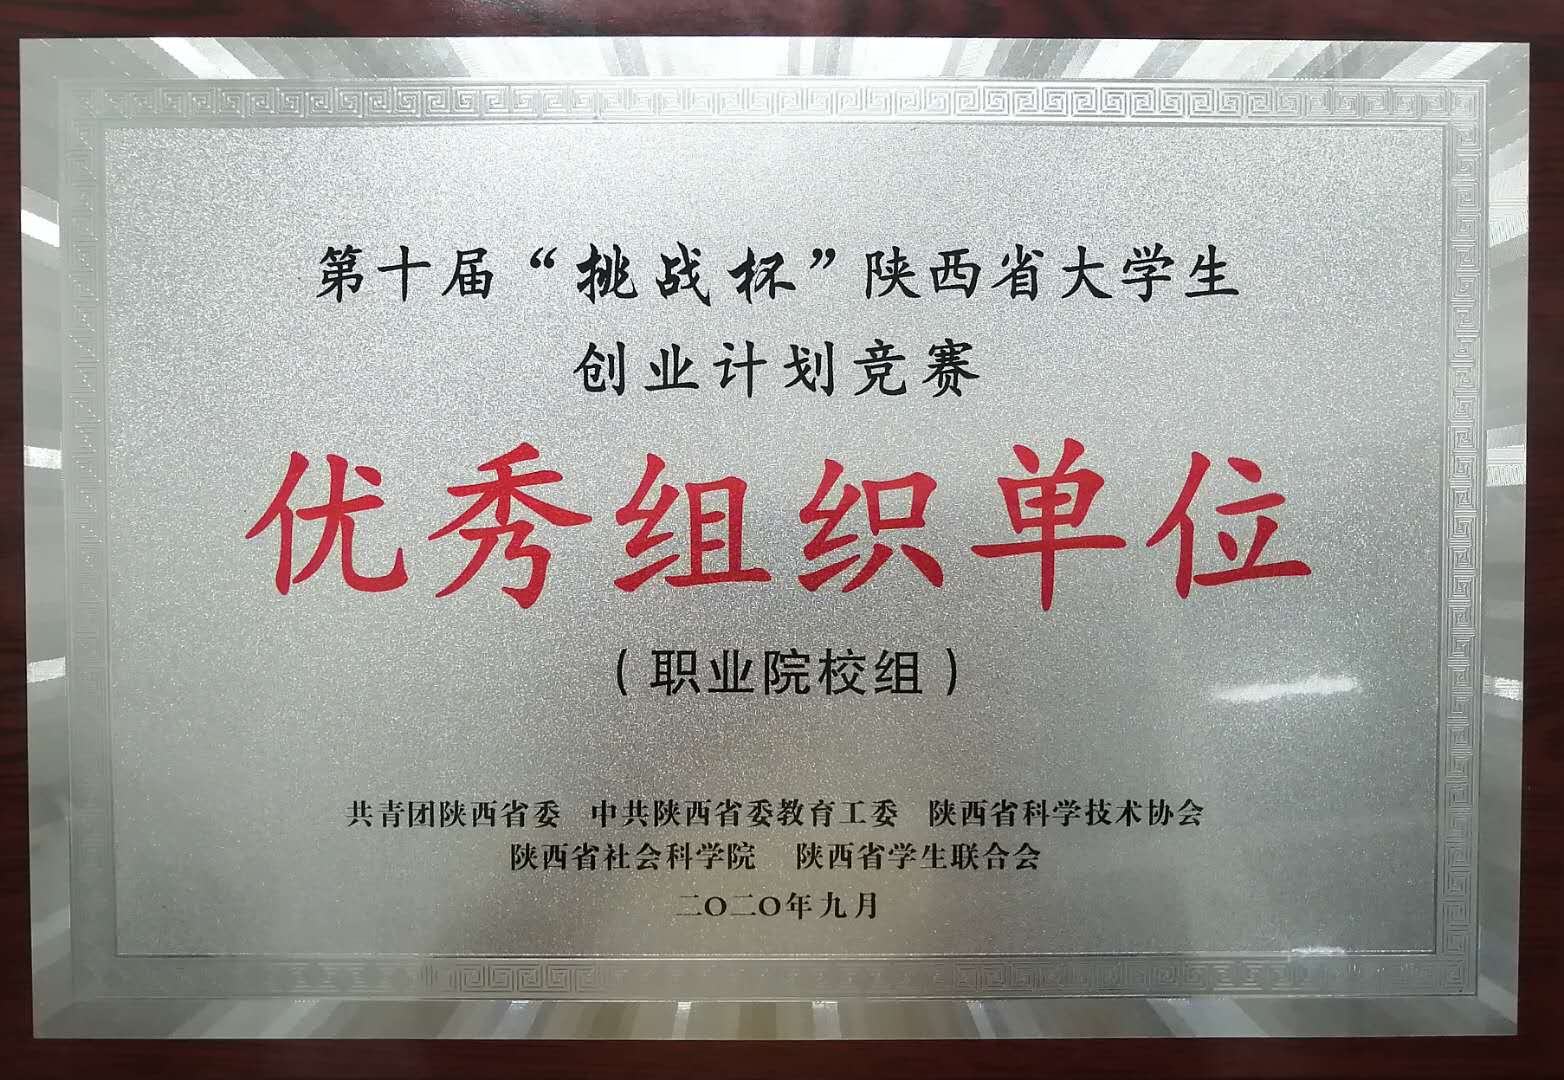 第十届“挑战杯”陕西省大学生
创业计划竞赛
优秀组织单位
（职业院校组）
共青团陕西省委 中共陕西省委教育工委 陕西省科学技术协会
陕西省社会科学院 陕西省学生联合会
二〇二〇年九月